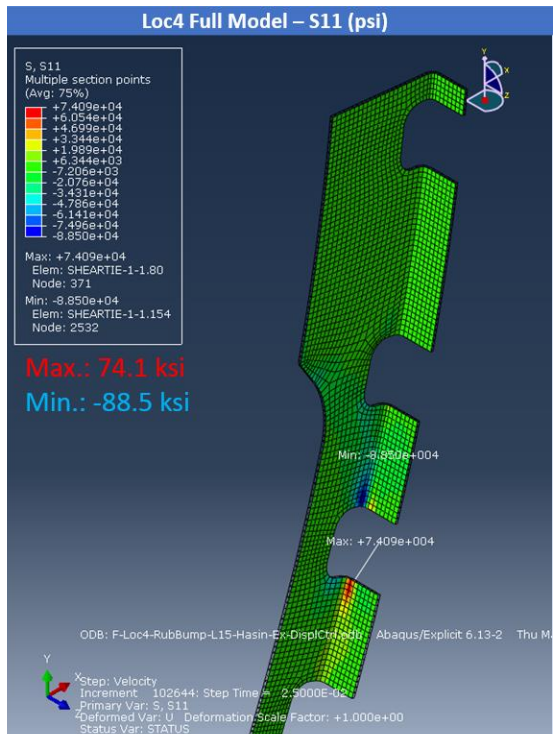 Loc4 Full Model – S11 (psi)
S, S11
Multiple section points
(Avg: 75%)
+7.409e+04
+6.054e+04
+4.699e+04
+3.344e+04
+1.989e+04
+6.344e+03
-7.206e+03
-2.076e+04
-3.431e+04
-4.786e+04
-6.141e+04
-7.496e+04
-8.850e+04
Max: +7.409e+04
Elem: SHEARTIE-1-1.80
Node: 371
Min: -8.850e+04
Elem: SHEARTIE-1-1.154
Node: 2532
Y
X
Z
Max.: 74.1 ksi
Min.: -88.5 ksi
Min: -8.850e+004
Max: +7.409e+004
ODB: F-Loc4-RubBump-L15-Hasin-Ex-DisplCtrl.odb Abaqus/Explicit 6.13-2 Thu
Y
X
Z
Step: Velocity
Increment 102644: Step Time = 2.5000E-02
Primary Var: S, S11
Deformed Var: U Deformation Scale Factor: +1.000e+00
Status Var: STATUS